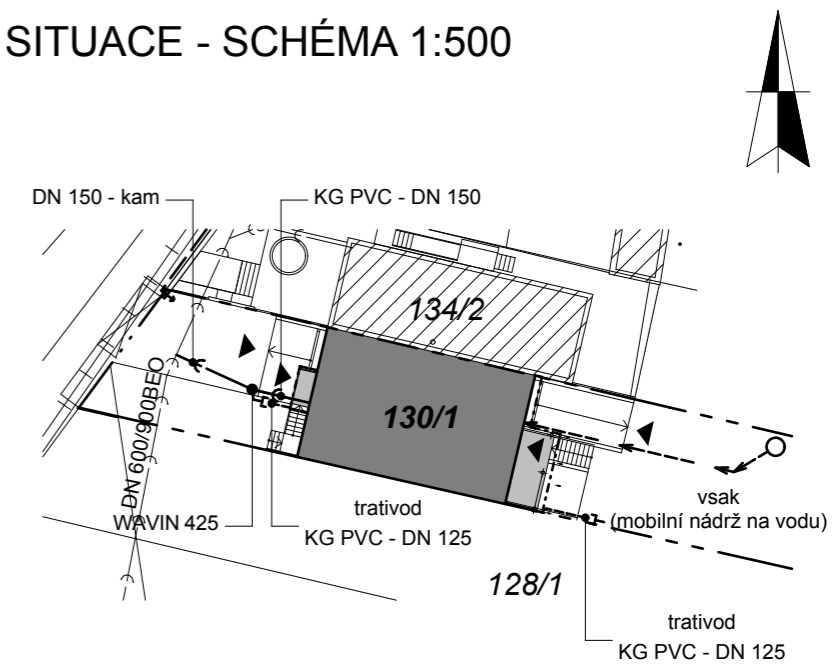 SITUACE - SCHÉMA 1:500
DN 150 - kam
KG PVC - DN 150
134/2
130/1
DN 600/900BEO
WAVIN 425
trativod
KG PVC - DN 125
vsak
(mobilní nádrž na vodu)
128/1
trativod
KG PVC - DN 125